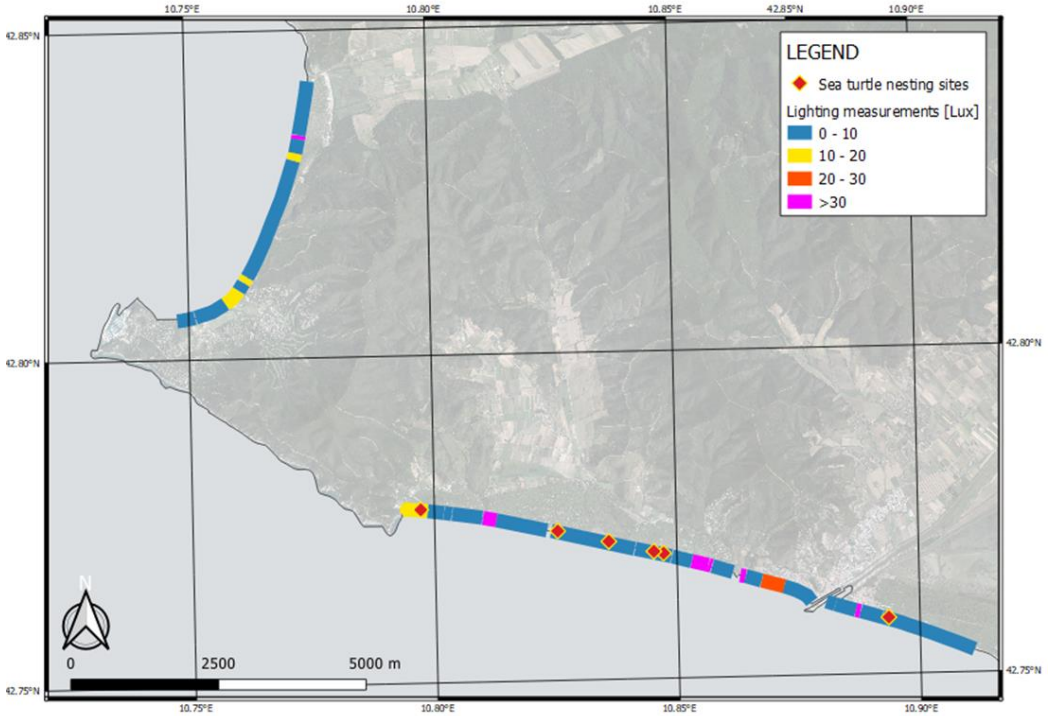 10.75°E 10.80°E 10.85°E 42.85°N 10.90°E
42.85°N
LEGEND
Sea turtle nesting sites
Lighting measurements [Lux]
0 - 10
10 - 20
20 - 30
>30
42.80°N
42.80°N
N
0 2500 5000 m
42.75°N
42.75°N
10.75°E 10.80°E 10.85°E 10.90°E